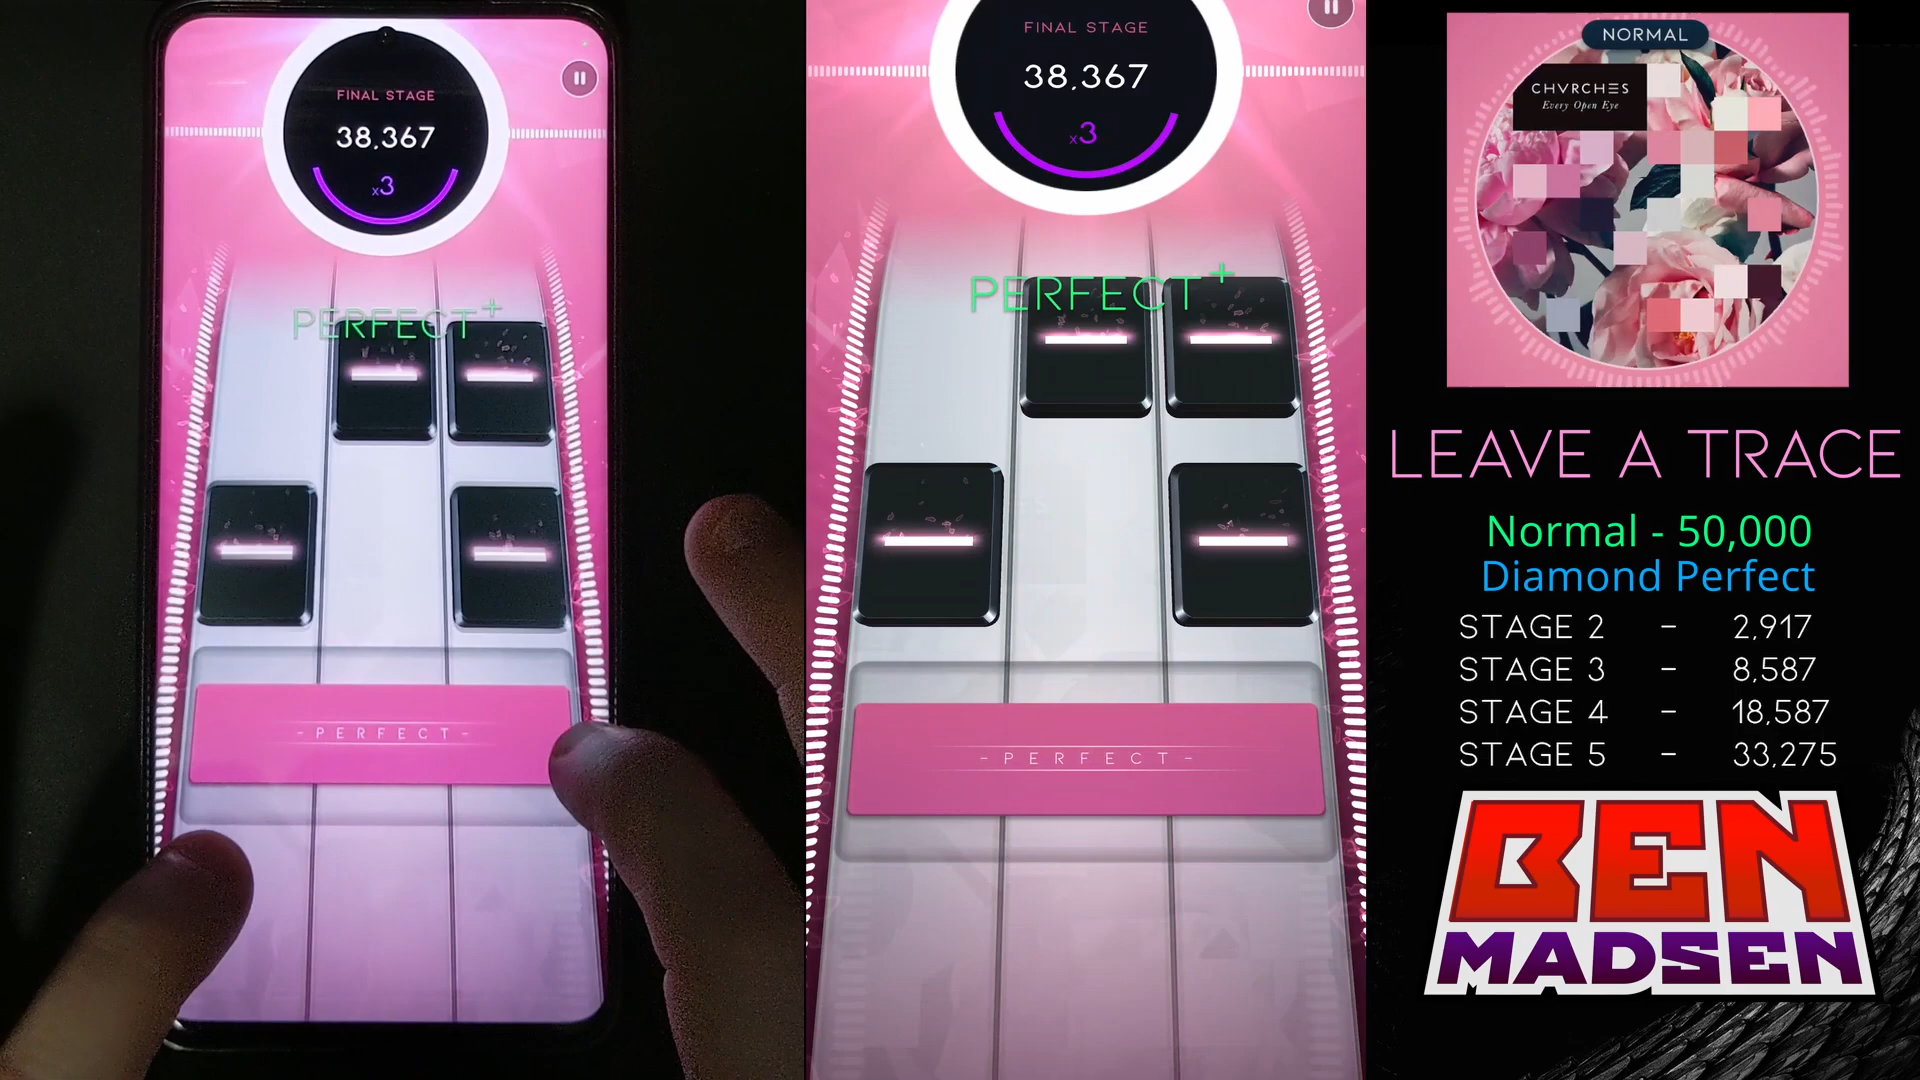 FINAL STAGE
38,367
x3
PERFECT+
- PERFECT -
FINAL STAGE
38,367
x3
PERFECT+
- PERFECT -
NORMAL
CHVRCHES
Every Open Eye
LEAVE A TRACE
Normal - 50,000
Diamond Perfect
STAGE 2 - 2,917
STAGE 3 - 8,587
STAGE 4 - 18,587
STAGE 5 - 33,275
BEN
MADSEN